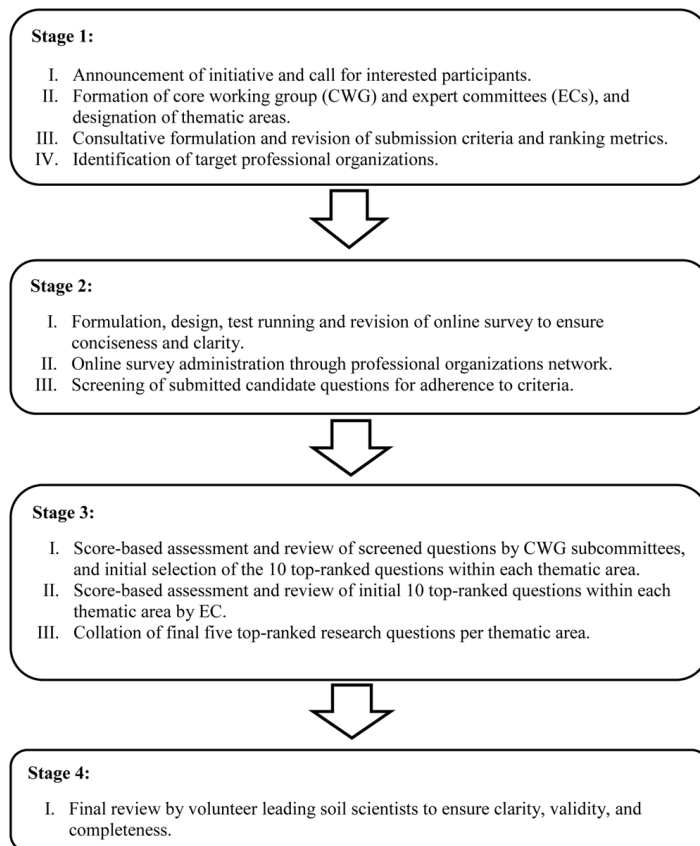 Stage 1:
I. Announcement of initiative and call for interested participants.
II. Formation of core working group (CWG) and expert committees (ECs), and
designation of thematic areas.
III. Consultative formulation and revision of submission criteria and ranking metrics.
IV. Identification of target professional organizations.
Stage 2:
I. Formulation, design, test running and revision of online survey to ensure
conciseness and clarity.
II. Online survey administration through professional organizations network.
III. Screening of submitted candidate questions for adherence to criteria.
Stage 3:
I. Score-based assessment and review of screened questions by CWG subcommittees,
and initial selection of the 10 top-ranked questions within each thematic area.
II. Score-based assessment and review of initial 10 top-ranked questions within each
thematic area by EC.
III. Collation of final five top-ranked research questions per thematic area.
Stage 4:
I. Final review by volunteer leading soil scientists to ensure clarity, validity, and
completeness.